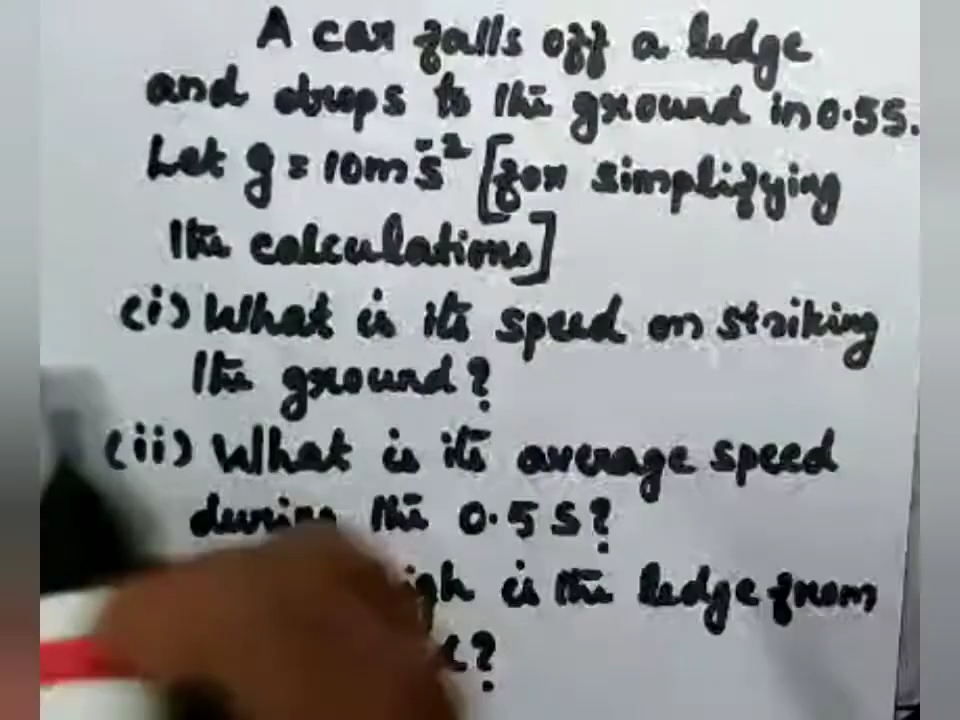 A car falls off a ledge
and drops to the ground in 0.5s.
Let g = 10ms⁻² [for simplifying
the calculations]
(i) What is its speed on striking
the ground?
(ii) What is its average speed
during the 0.5s?
is the ledge from